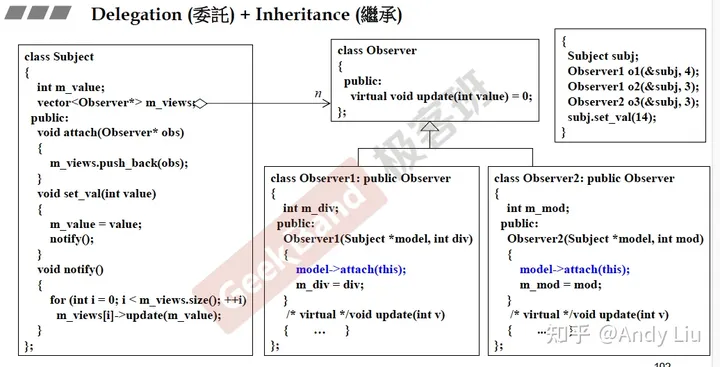 Delegation (委託) + Inheritance (繼承)
class Subject
{
int m_value;
vector<Observer*> m_views;
public:
void attach(Observer* obs)
{
m_views.push_back(obs);
}
void set_val(int value)
{
m_value = value;
notify();
}
void notify()
{
for (int i = 0; i < m_views.size(); ++i)
m_views[i]->update(m_value);
}
};
n
class Observer
{
public:
virtual void update(int value) = 0;
};
{
Subject subj;
Observer1 o1(&subj, 4);
Observer1 o2(&subj, 3);
Observer2 o3(&subj, 3);
subj.set_val(14);
}
class Observer1: public Observer
{
int m_div;
public:
Observer1(Subject *model, int div)
{
model->attach(this);
m_div = div;
}
/* virtual */void update(int v)
{ ... }
};
class Observer2: public Observer
{
int m_mod;
public:
Observer2(Subject *model, int mod)
{
model->attach(this);
m_mod = mod;
}
/* virtual */void update(int v)
{ ... }
};
GeekBand 极客班
知乎 @Andy Liu